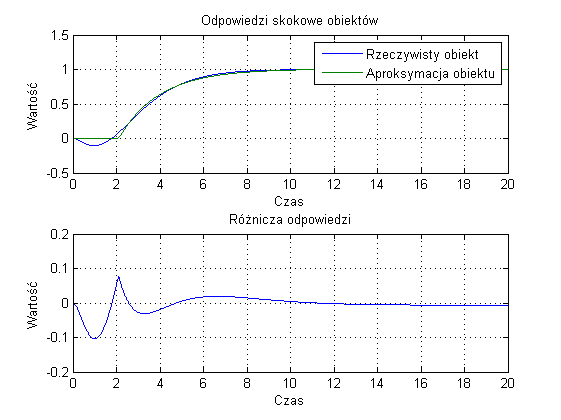 Odpowiedzi skokowe obiektów
1.5
1
0.5
0
-0.5
Wartość
Rzeczywisty obiekt
Aproksymacja obiektu
0 2 4 6 8 10 12 14 16 18 20
Czas
Różnicza odpowiedzi
0.2
0.1
0
-0.1
-0.2
Wartość
0 2 4 6 8 10 12 14 16 18 20
Czas